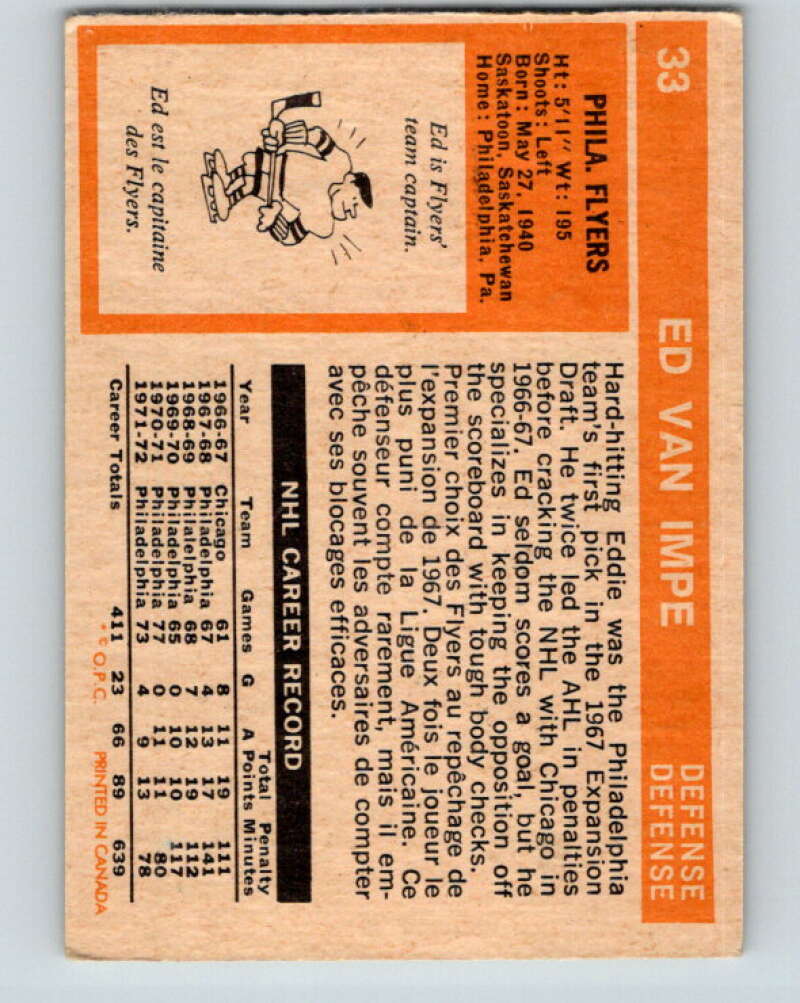 33 ED VAN IMPE DEFENSE
DEFENSE
PHILA. FLYERS
Ht: 5'11" Wt: 195
Shoots: Left
Born: May 27, 1940
Saskatoon, Saskatchewan
Home: Philadelphia, Pa.
Ed is Flyers'
team captain.
Ed est le capitaine
des Flyers.
Hard-hitting Eddie was the Philadelphia
team's first pick in the 1967 Expansion
Draft. He twice led the AHL in penalties
before cracking the NHL with Chicago in
1966-67. Ed seldom scores a goal, but he
specializes in keeping the opposition off
the scoreboard with tough body checks.
Premier choix des Flyers au repêchage de
l'expansion de 1967. Deux fois le joueur le
plus puni de la Ligue Américaine. Ce
défenseur compte rarement, mais il em-
pêche souvent les adversaires de compter
avec ses blocages efficaces.
NHL CAREER RECORD
Total Penalty
Year Team Games G A Points Minutes
1966-67 Chicago 61 8 11 19 111
1967-68 Philadelphia 67 4 13 17 141
1968-69 Philalelphia 68 7 12 19 112
1969-70 Philadelphia 65 0 10 10 117
1970-71 Philadelphia 77 0 11 11 80
1971-72 Philadelphia 73 4 9 13 78
Career Totals 411 23 66 89 639
* © O.P.C. PRINTED IN CANADA